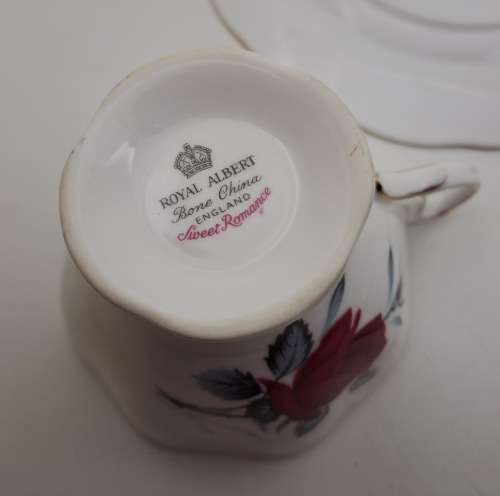 ROYAL ALBERT
Bone China
ENGLAND
Sweet Romance